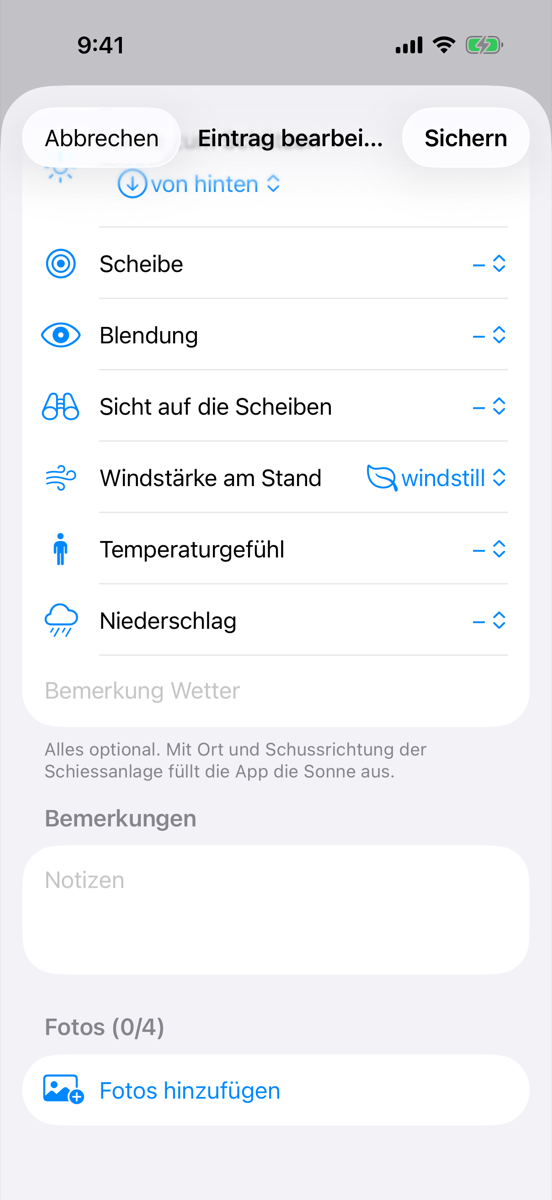 9:41
Abbrechen
Eintrag bearbei...
Sichern
von hinten
Scheibe –
Blendung –
Sicht auf die Scheiben –
Windstärke am Stand windstill
Temperaturgefühl –
Niederschlag –
Bemerkung Wetter
Alles optional. Mit Ort und Schussrichtung der
Schiessanlage füllt die App die Sonne aus.
Bemerkungen
Notizen
Fotos (0/4)
Fotos hinzufügen